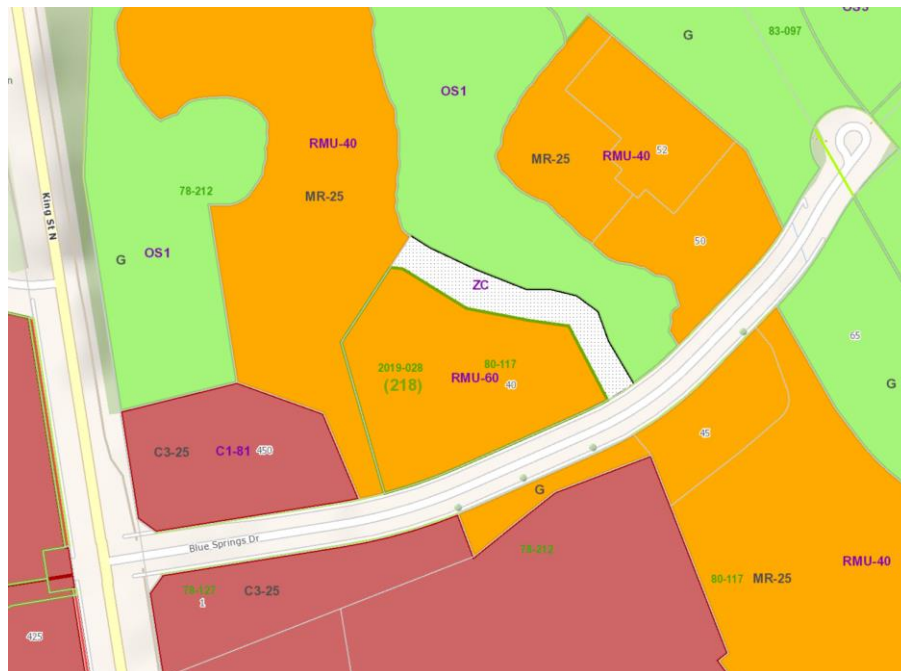 OS3
83-097
G
OS1
RMU-40
52
MR-25
RMU-40
MR-25
78-212
King St N
G
OS1
50
ZC
65
2019-028
80-117
(218)
RMU-60
40
G
45
C3-25
C1-81
450
G
Blue Springs Dr
78-212
RMU-40
80-117
MR-25
78-127
C3-25
1
425